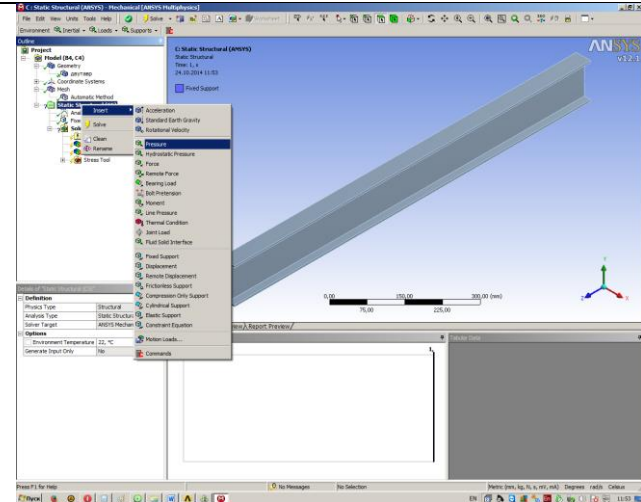 C: Static Structural (ANSYS) - Mechanical [ANSYS Multiphysics]
File Edit View Units Tools Help Solve
Environment Inertial Loads Supports
Outline
Project
Model (B4, C4)
Geometry
двутавр
Coordinate Systems
Mesh
Automatic Method
Insert
Solve
Clean
Rename
Stress Tool
Acceleration
Standard Earth Gravity
Rotational Velocity
Pressure
Hydrostatic Pressure
Force
Remote Force
Bearing Load
Bolt Pretension
Moment
Line Pressure
Thermal Condition
Joint Load
Fluid Solid Interface
Fixed Support
Displacement
Remote Displacement
Frictionless Support
Compression Only Support
Cylindrical Support
Elastic Support
Constraint Equation
Motion Loads...
Commands
C: Static Structural (ANSYS)
Static Structural
Time: 1, s
24.10.2014 11:53
Fixed Support
ANSYS
v12.1
0,00 150,00 300,00 (mm)
75,00 225,00
Report Preview
Definition
Physics Type Structural
Analysis Type Static Structural
Solver Target ANSYS Mechan
Options
Environment Temperature 22, °C
Generate Input Only No
Tabular Data
Press F1 for Help
No Messages
No Selection
Metric (mm, kg, N, s, mV, mA) Degrees rad/s Celsius
Пуск
EN
11:53